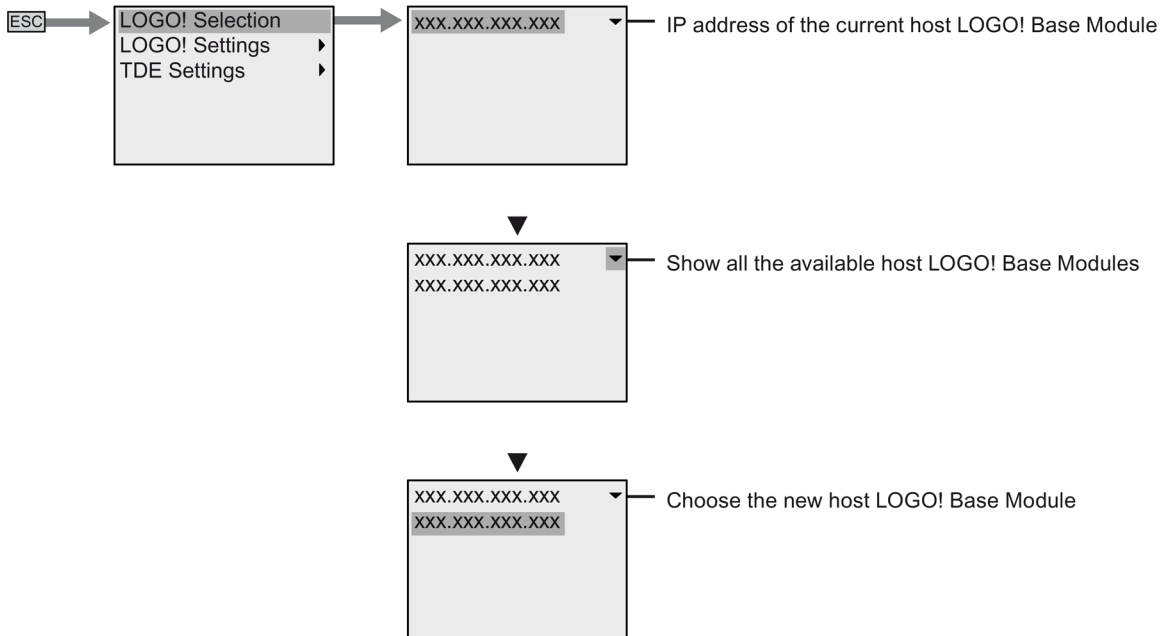 ESC
LOGO! Selection
LOGO! Settings
TDE Settings
xxx.xxx.xxx.xxx
IP address of the current host LOGO! Base Module
xxx.xxx.xxx.xxx
Show all the available host LOGO! Base Modules
xxx.xxx.xxx.xxx
xxx.xxx.xxx.xxx
Choose the new host LOGO! Base Module
xxx.xxx.xxx.xxx